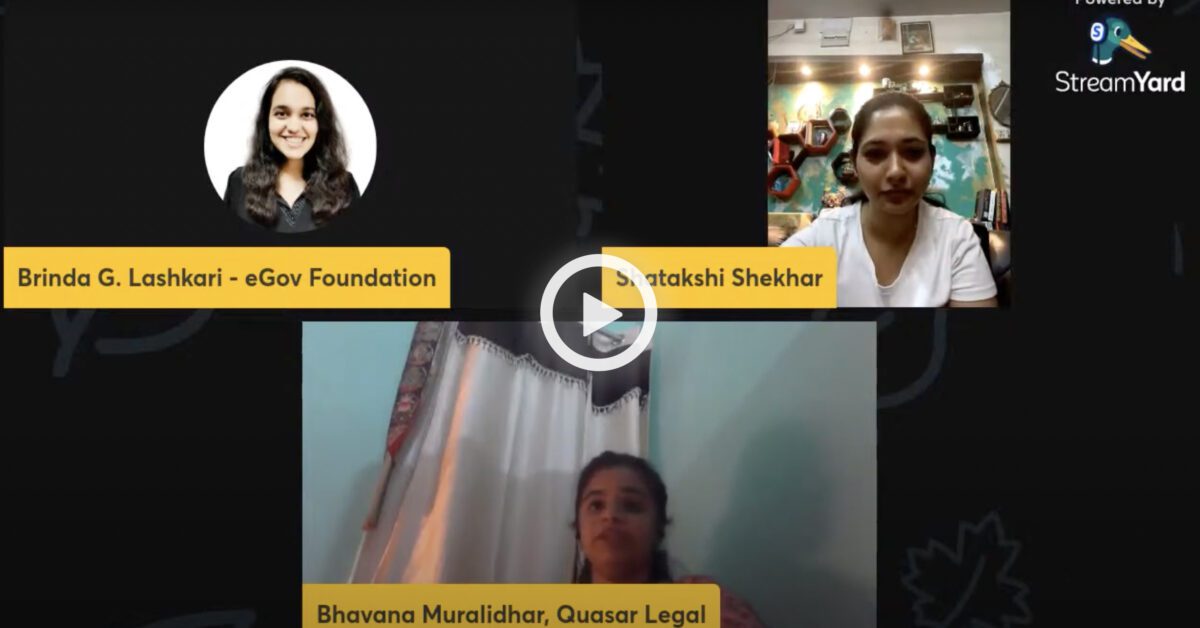 Powered by
S
StreamYard
Brinda G. Lashkari - eGov Foundation
Shatakshi Shekhar
Bhavana Muralidhar, Quasar Legal